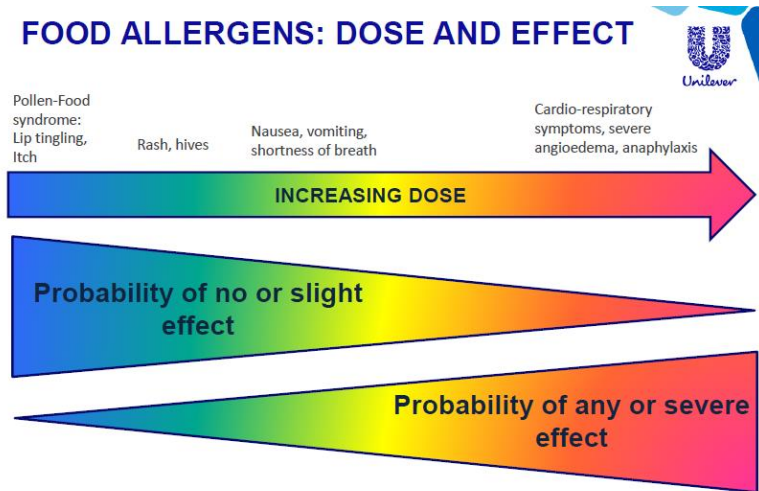 FOOD ALLERGENS: DOSE AND EFFECT
Unilever
Pollen-Food
syndrome:
Lip tingling,
Itch
Rash, hives
Nausea, vomiting,
shortness of breath
Cardio-respiratory
symptoms, severe
angioedema, anaphylaxis
INCREASING DOSE
Probability of no or slight
effect
Probability of any or severe
effect